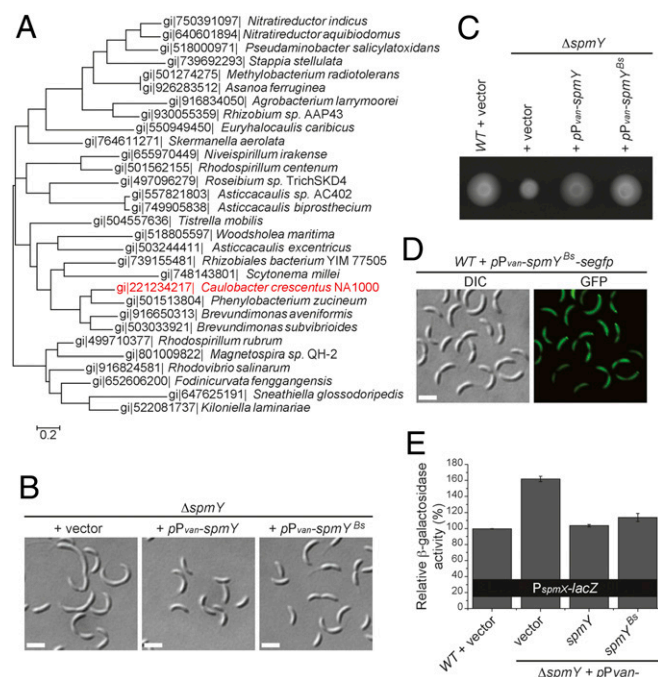 A
gi|750391097| Nitratireductor indicus
gi|640601894| Nitratireductor aquibiodomus
gi|518000971| Pseudaminobacter salicylatoxidans
gi|739692293| Stappia stellulata
gi|501274275| Methylobacterium radiotolerans
gi|926283512| Asanoa ferruginea
gi|916834050| Agrobacterium larrymoorei
gi|930055359| Rhizobium sp. AAP43
gi|550949450| Euryhalocaulis caribicus
gi|764611271| Skermanella aerolata
gi|655970449| Niveispirillum irakense
gi|501562155| Rhodospirillum centenum
gi|497096279| Roseibium sp. TrichSKD4
gi|557821803| Asticcacaulis sp. AC402
gi|749905838| Asticcacaulis biprosthecium
gi|504557636| Tistrella mobilis
gi|518805597| Woodsholea maritima
gi|503244411| Asticcacaulis excentricus
gi|739155481| Rhizobiales bacterium YIM 77505
gi|748143801| Scytonema millei
gi|221234217| Caulobacter crescentus NA1000
gi|501513804| Phenylobacterium zucineum
gi|916650313| Brevundimonas aveniformis
gi|503033921| Brevundimonas subvibrioides
gi|499710377| Rhodospirillum rubrum
gi|801009822| Magnetospira sp. QH-2
gi|916824581| Rhodovibrio salinarum
gi|652606200| Fodinicurvata fenggangensis
gi|647625191| Sneathiella glossodoripedis
gi|522081737| Kiloniella laminariae
0.2
B
ΔspmY
+ vector
+ pPvan-spmY
+ pPvan-spmY Bs
C
ΔspmY
WT + vector
+ vector
+ pPvan-spmY
+ pPvan-spmY Bs
D
WT + pPvan-spmY Bs-segfp
DIC
GFP
E
Relative β-galactosidase
activity (%)
160
140
120
100
80
60
40
20
0
PspmX-lacZ
WT + vector
vector
spmY
spmY Bs
ΔspmY + pPvan-